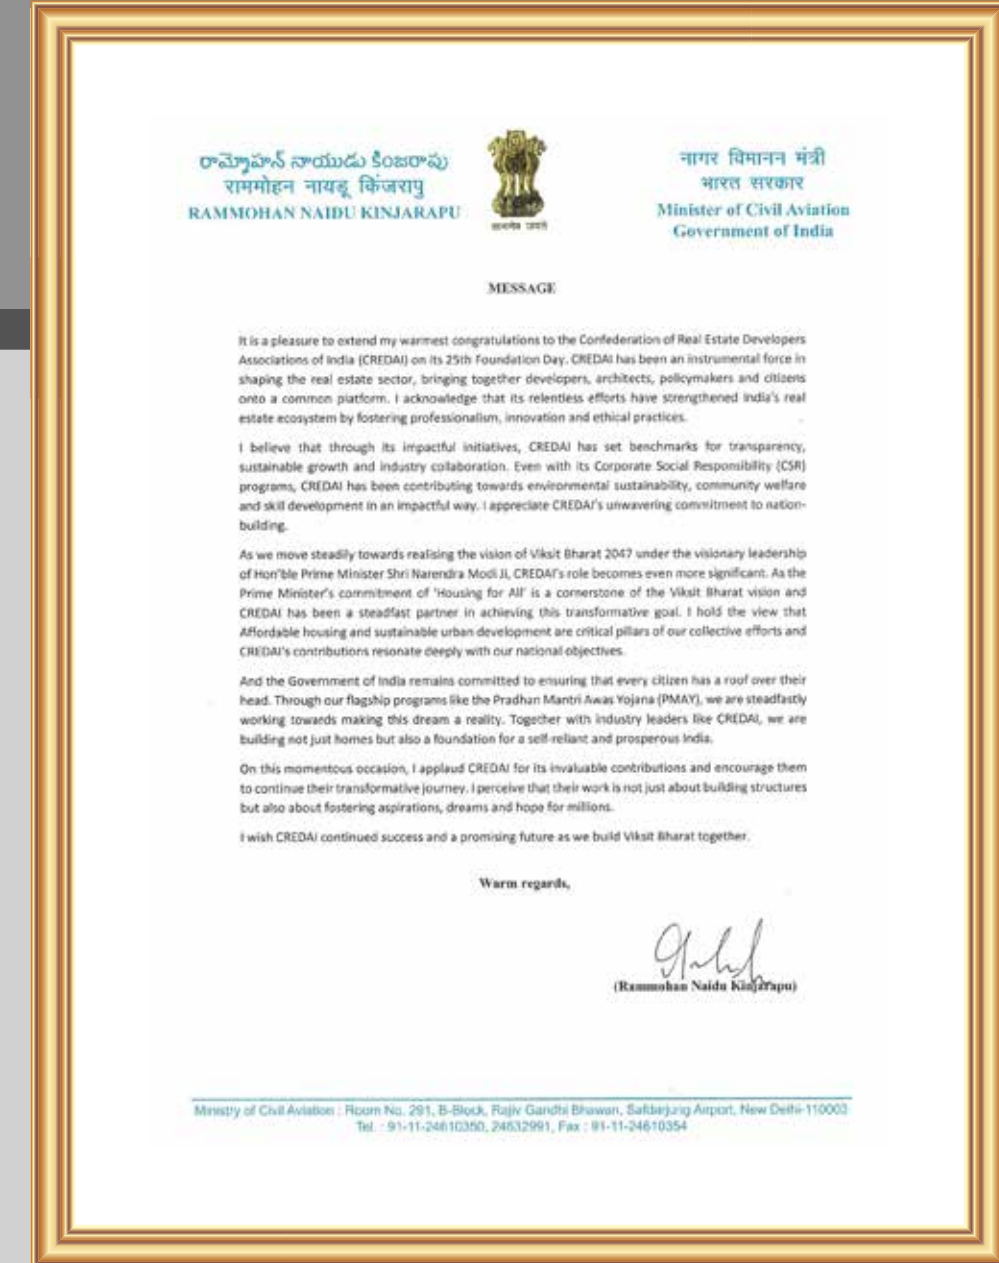 రామ్మోహన్ నాయుడు కింజరాపు
राममोहन नायडू किंजरापु
RAMMOHAN NAIDU KINJARAPU
सत्यमेव जयते
नागर विमानन मंत्री
भारत सरकार
Minister of Civil Aviation
Government of India
MESSAGE
It is a pleasure to extend my warmest congratulations to the Confederation of Real Estate Developers
Associations of India (CREDAI) on its 25th Foundation Day. CREDAI has been an instrumental force in
shaping the real estate sector, bringing together developers, architects, policymakers and citizens
onto a common platform. I acknowledge that its relentless efforts have strengthened India's real
estate ecosystem by fostering professionalism, innovation and ethical practices.
I believe that through its impactful initiatives, CREDAI has set benchmarks for transparency,
sustainable growth and industry collaboration. Even with its Corporate Social Responsibility (CSR)
programs, CREDAI has been contributing towards environmental sustainability, community welfare
and skill development in an impactful way. I appreciate CREDAI's unwavering commitment to nation-
building.
As we move steadily towards realising the vision of Viksit Bharat 2047 under the visionary leadership
of Hon'ble Prime Minister Shri Narendra Modi Ji, CREDAI's role becomes even more significant. As the
Prime Minister's commitment of 'Housing for All' is a cornerstone of the Viksit Bharat vision and
CREDAI has been a steadfast partner in achieving this transformative goal. I hold the view that
Affordable housing and sustainable urban development are critical pillars of our collective efforts and
CREDAI's contributions resonate deeply with our national objectives.
And the Government of India remains committed to ensuring that every citizen has a roof over their
head. Through our flagship programs like the Pradhan Mantri Awas Yojana (PMAY), we are steadfastly
working towards making this dream a reality. Together with industry leaders like CREDAI, we are
building not just homes but also a foundation for a self-reliant and prosperous India.
On this momentous occasion, I applaud CREDAI for its invaluable contributions and encourage them
to continue their transformative journey. I perceive that their work is not just about building structures
but also about fostering aspirations, dreams and hope for millions.
I wish CREDAI continued success and a promising future as we build Viksit Bharat together.
Warm regards,
(Rammohan Naidu Kinjarapu)
Ministry of Civil Aviation : Room No. 291, B-Block, Rajiv Gandhi Bhawan, Safdarjung Airport, New Delhi-110003
Tel. : 91-11-24610350, 24632991, Fax : 91-11-24610354